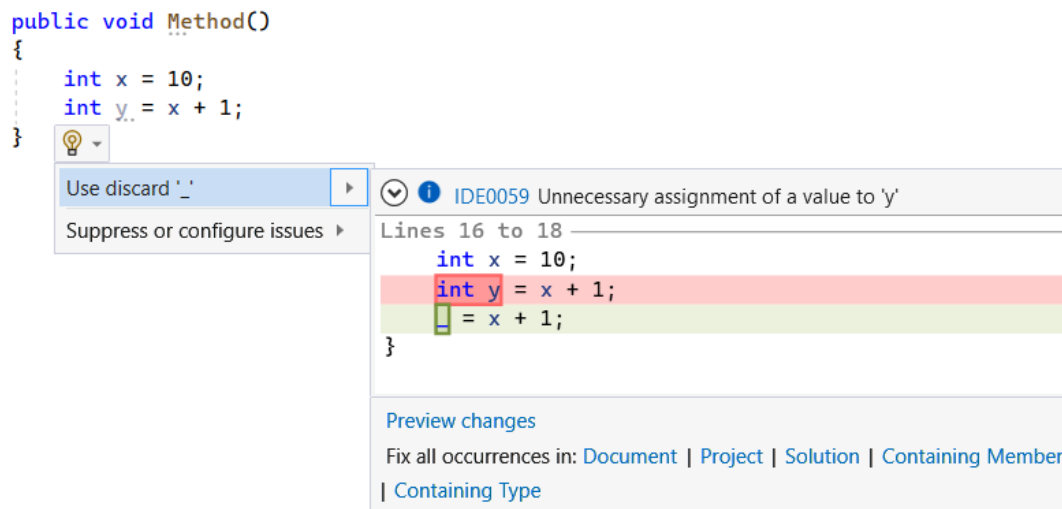 public void Method()
{
int x = 10;
int y = x + 1;
}
Use discard '_'
Suppress or configure issues
IDE0059 Unnecessary assignment of a value to 'y'
Lines 16 to 18
int x = 10;
int y = x + 1;
_ = x + 1;
}
Preview changes
Fix all occurrences in: Document | Project | Solution | Containing Member
| Containing Type